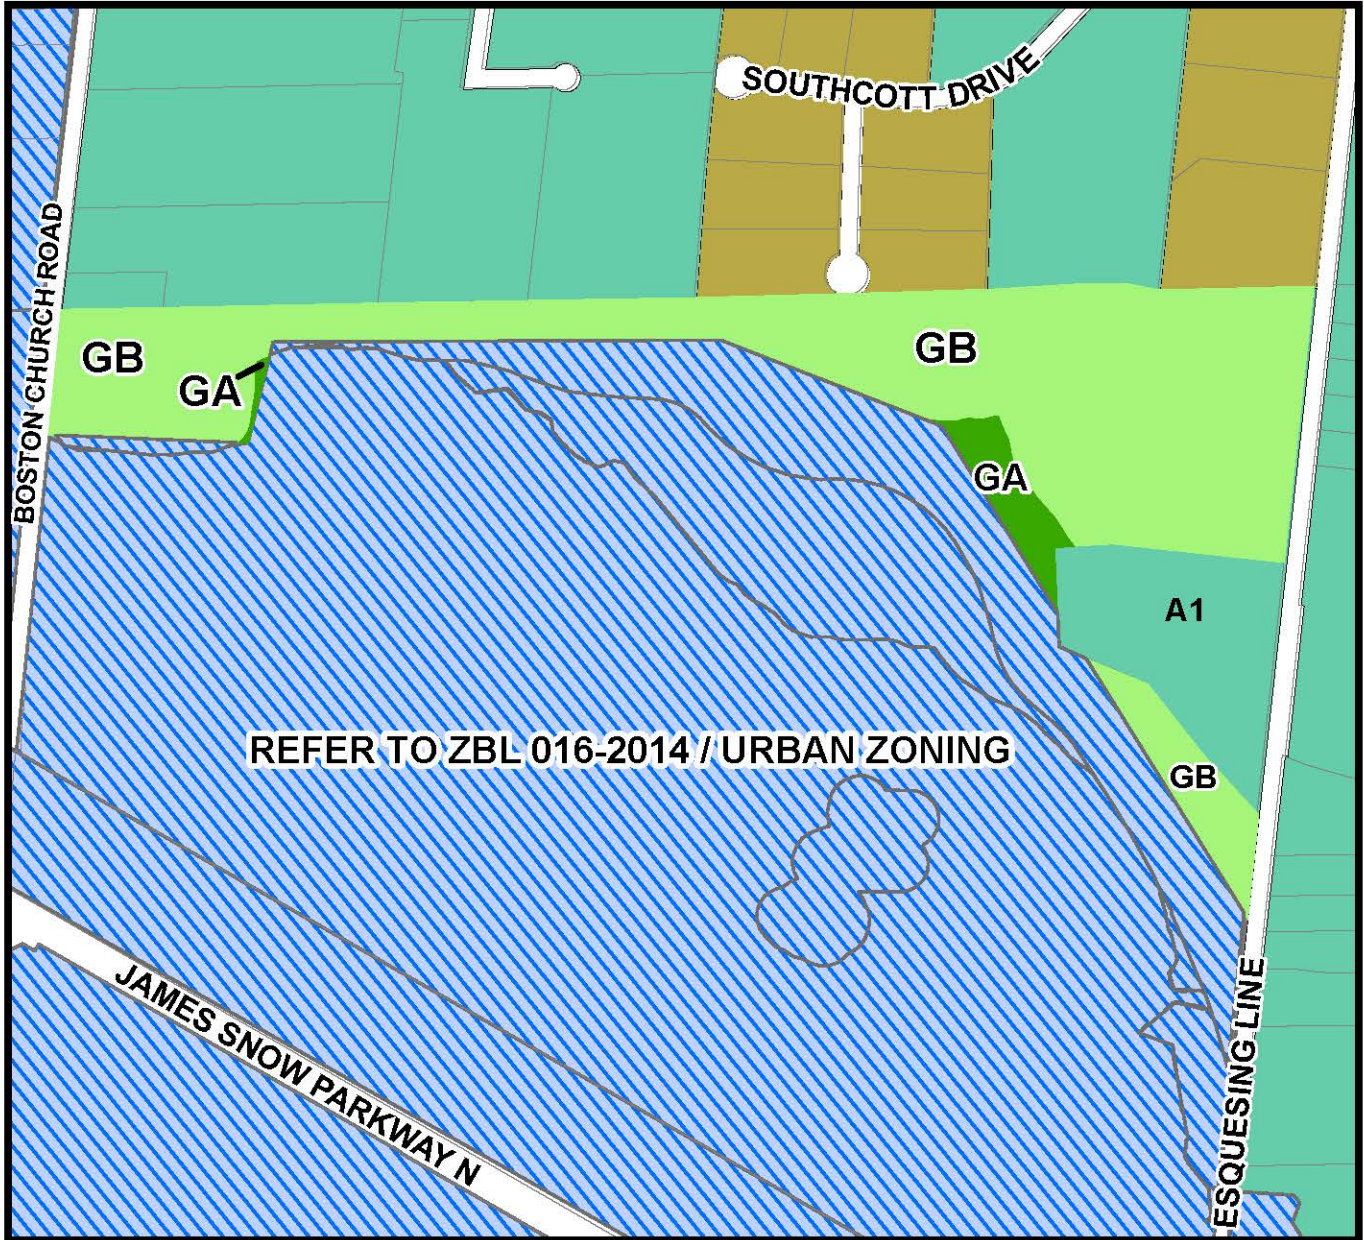 SOUTHCOTT DRIVE
BOSTON CHURCH ROAD
GB
GB
GA
GA
A1
REFER TO ZBL 016-2014 / URBAN ZONING
GB
JAMES SNOW PARKWAY N
ESQUESING LINE